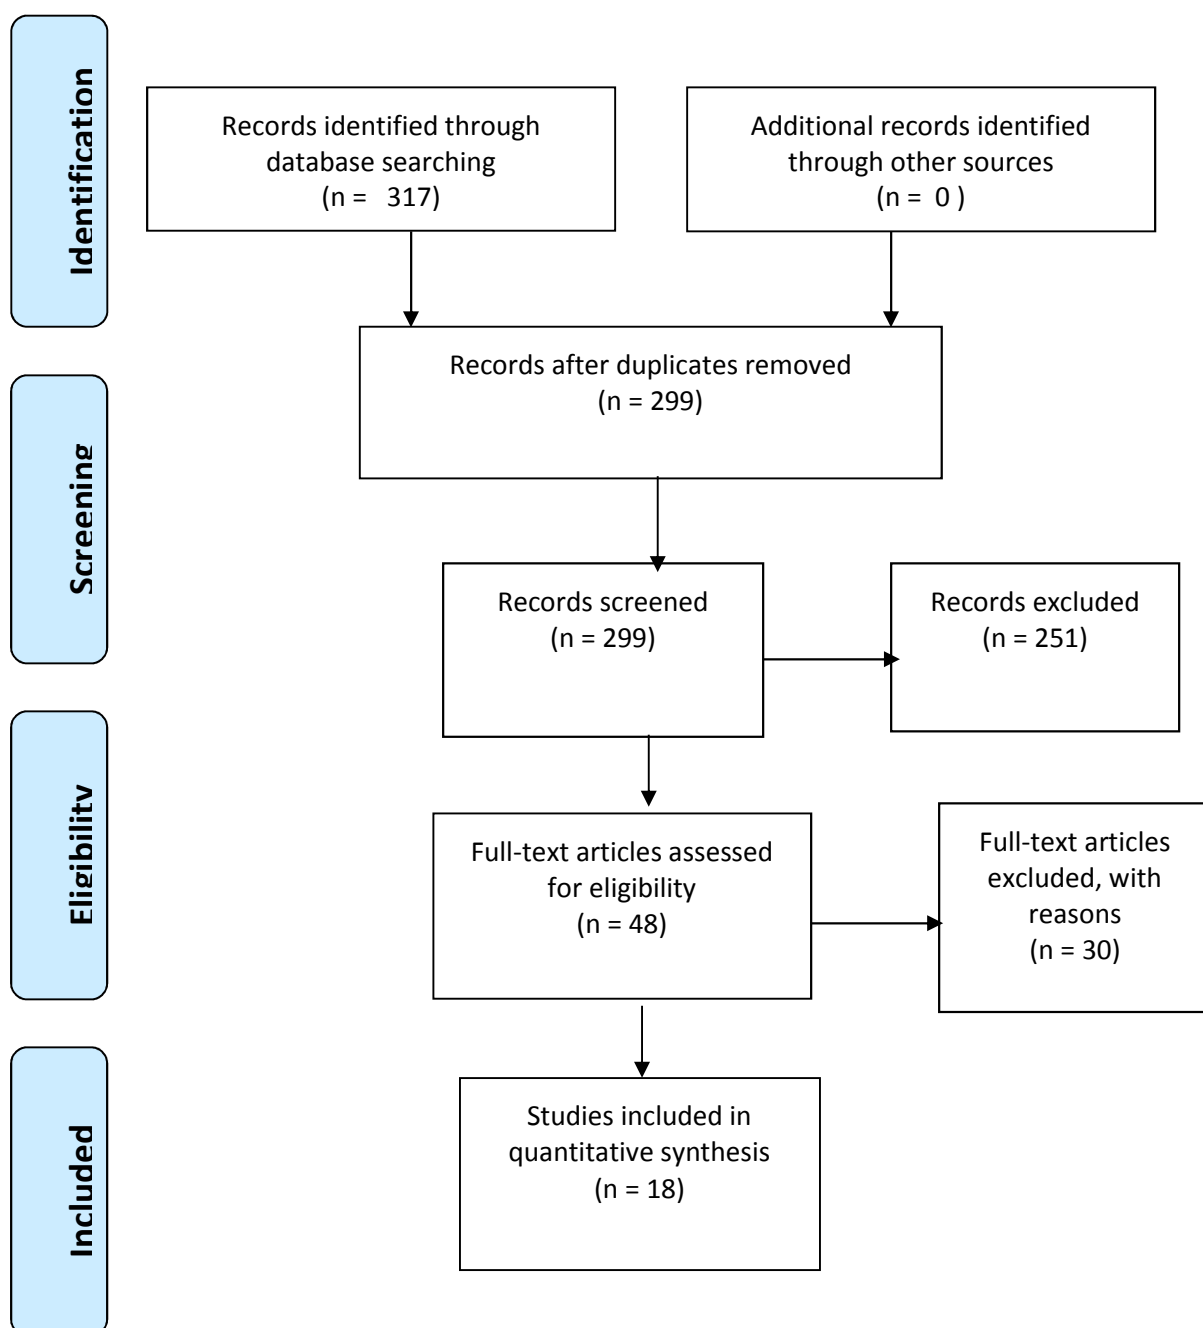 Identification
Records identified through
database searching
(n = 317)
Additional records identified
through other sources
(n = 0 )
Records after duplicates removed
(n = 299)
Screening
Records screened
(n = 299)
Records excluded
(n = 251)
Eligibility
Full-text articles assessed
for eligibility
(n = 48)
Full-text articles
excluded, with
reasons
(n = 30)
Included
Studies included in
quantitative synthesis
(n = 18)